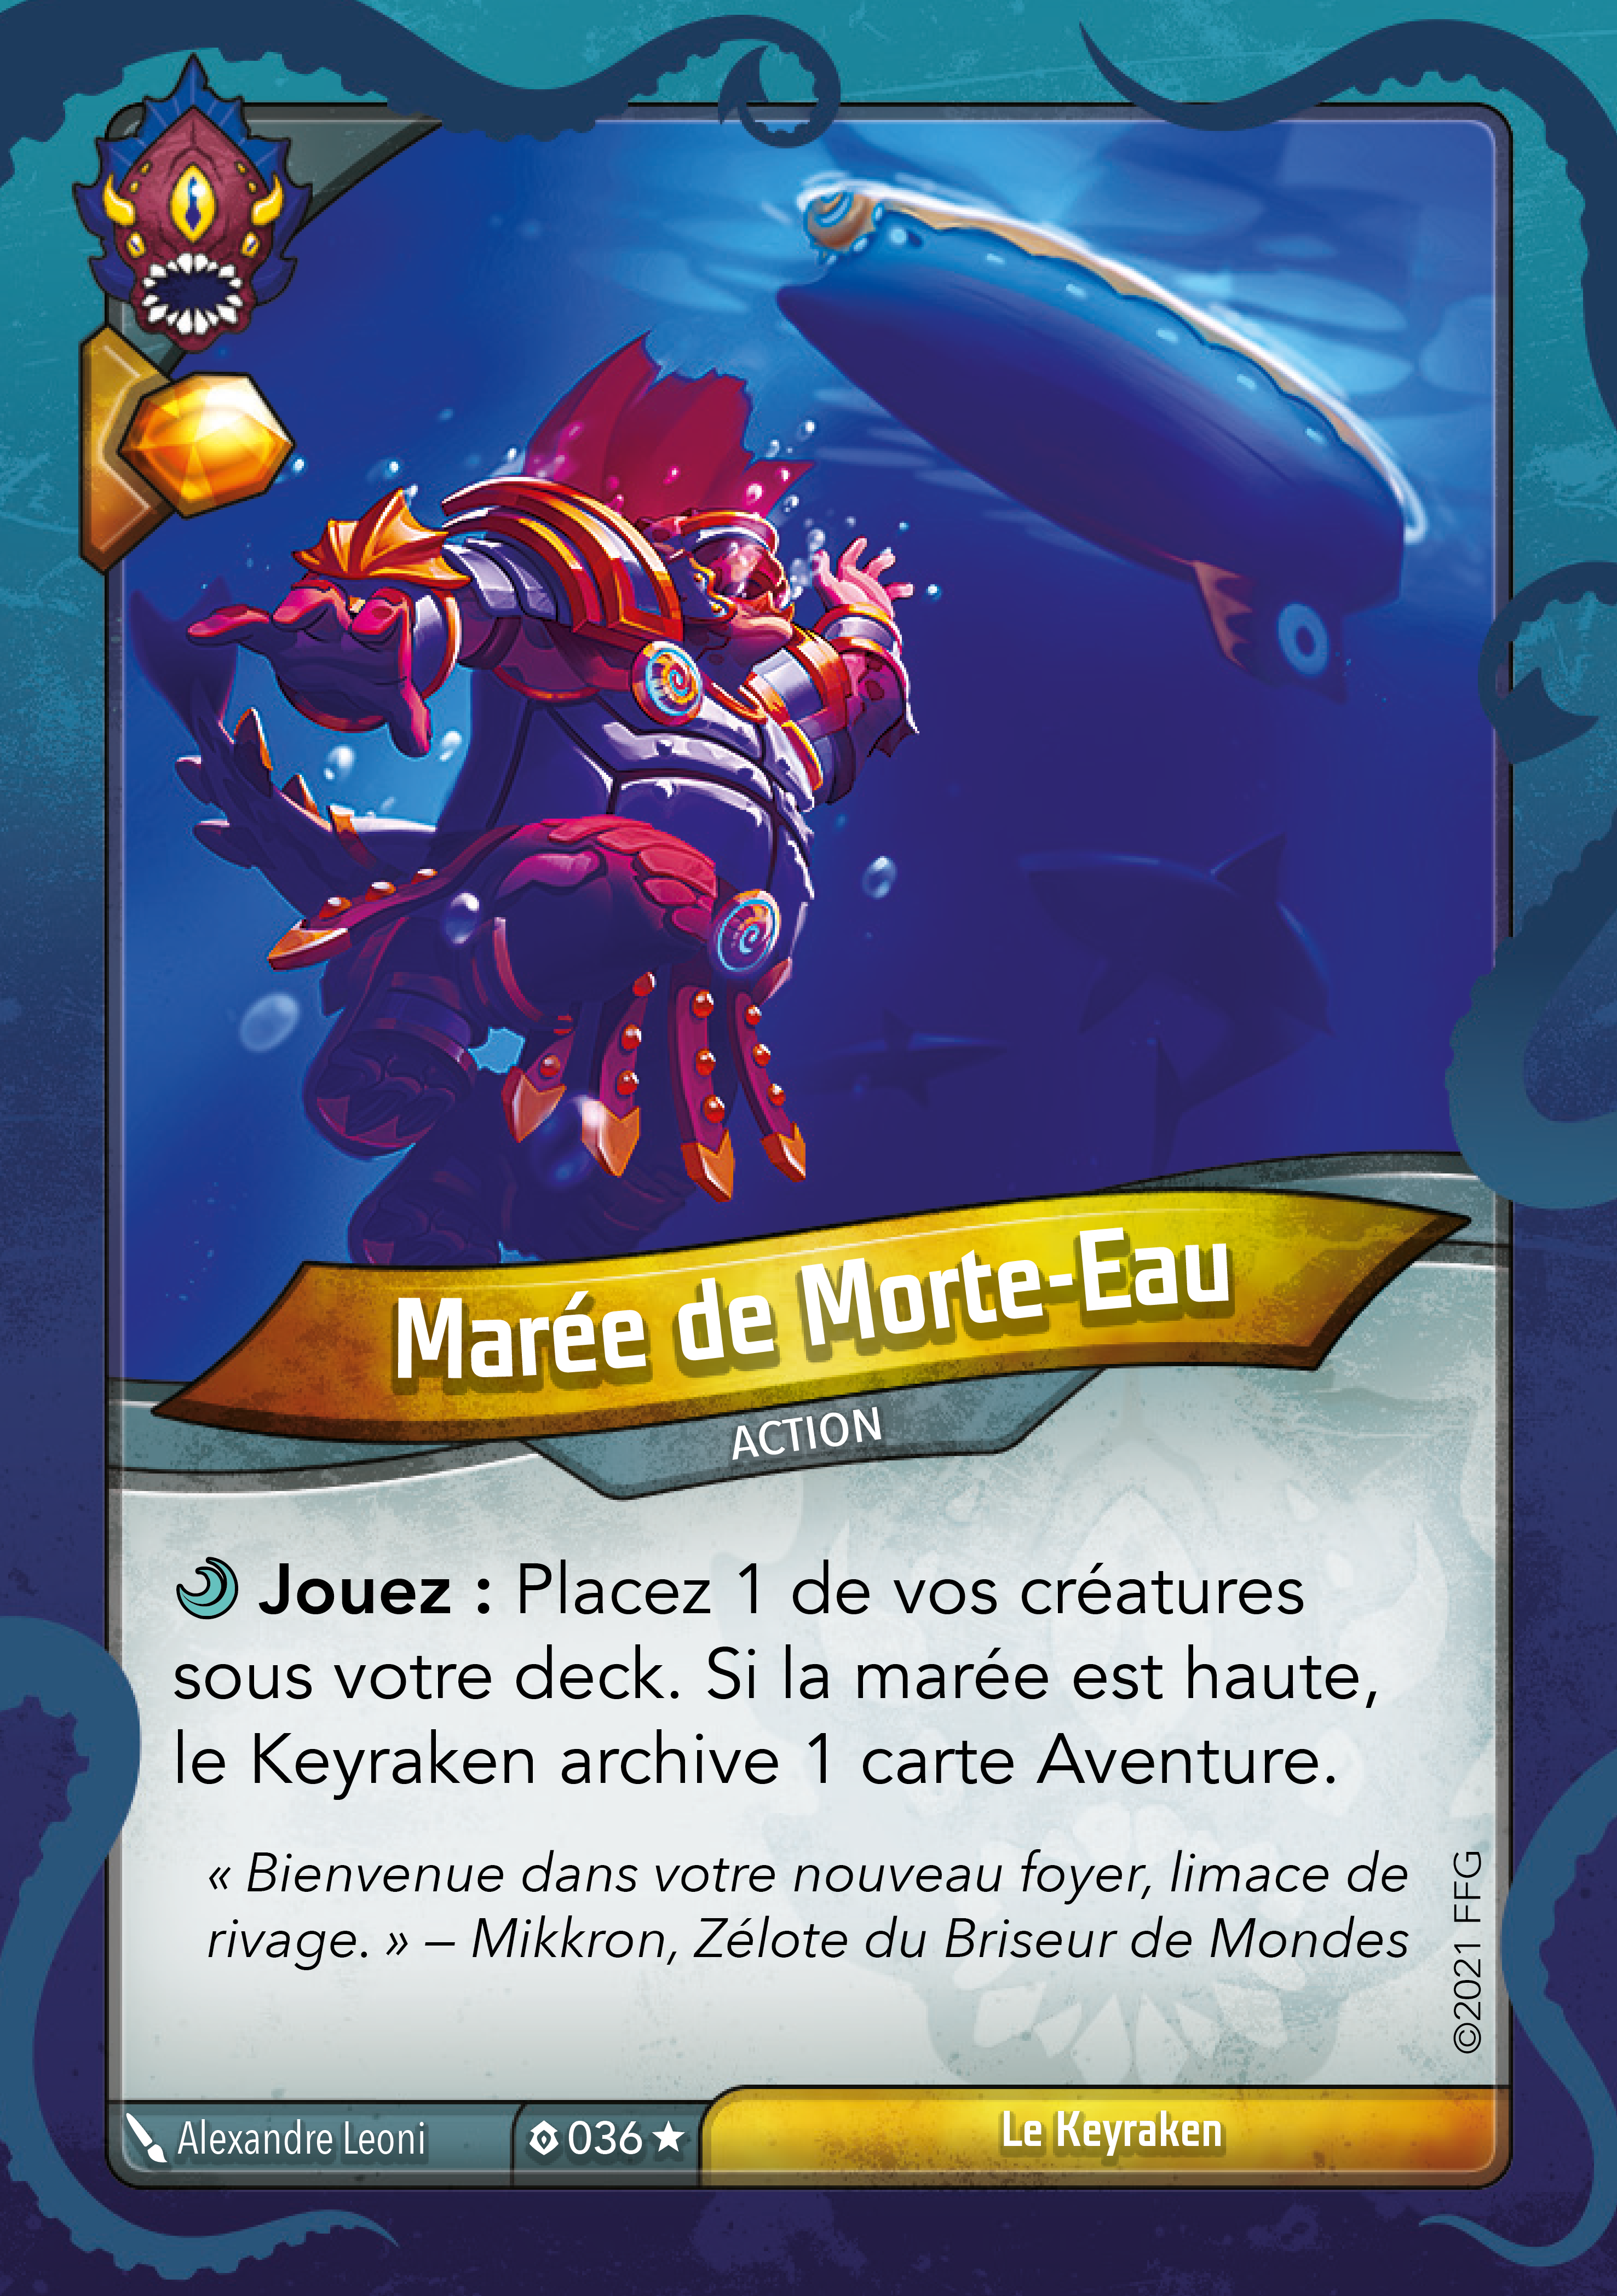 Marée de Morte-Eau
ACTION
Jouez : Placez 1 de vos créatures
sous votre deck. Si la marée est haute,
le Keyraken archive 1 carte Aventure.
« Bienvenue dans votre nouveau foyer, limace de
rivage. » – Mikkron, Zélote du Briseur de Mondes
©2021 FFG
Alexandre Leoni
036
Le Keyraken